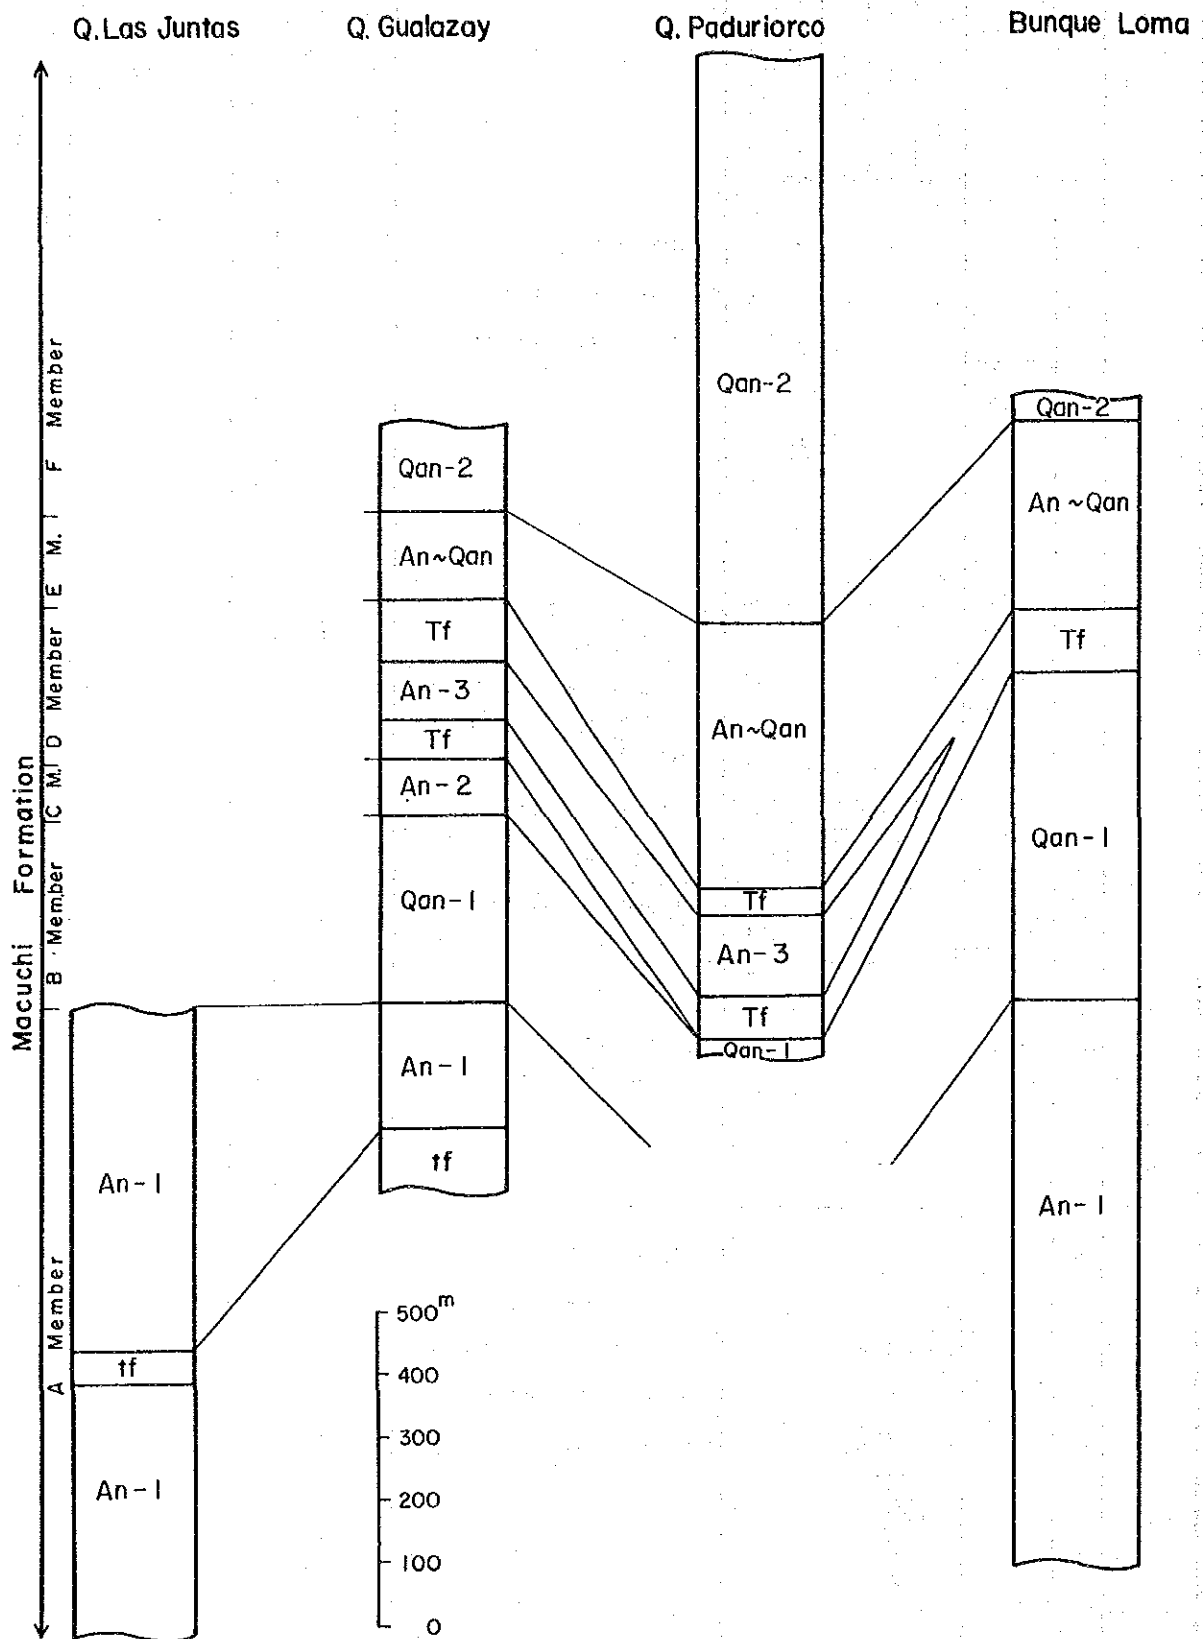 Q. Las Juntas
Q. Gualazay
Q. Paduriorco
Bunque Loma
Macuchi Formation
A Member
B Member
C M.
D Member
E M.
F Member
An-1
tf
An-1
Qan-2
An~Qan
Tf
An-3
Tf
An-2
Qan-1
An-1
tf
Qan-2
An~Qan
Tf
An-3
Tf
Qan-1
Qan-2
An~Qan
Tf
Qan-1
An-1
500m
400
300
200
100
0